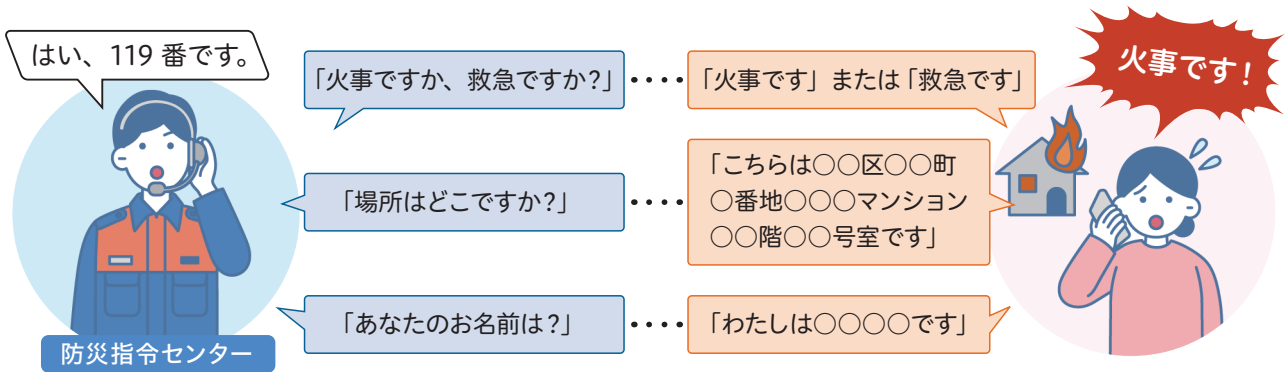 はい、119番です。
火事です！
「火事ですか、救急ですか？」
「火事です」または「救急です」
「場所はどこですか？」
「こちらは○○区○○町
○番地○○○マンション
○○階○○号室です」
「あなたのお名前は？」
「わたしは○○○○です」
防災指令センター